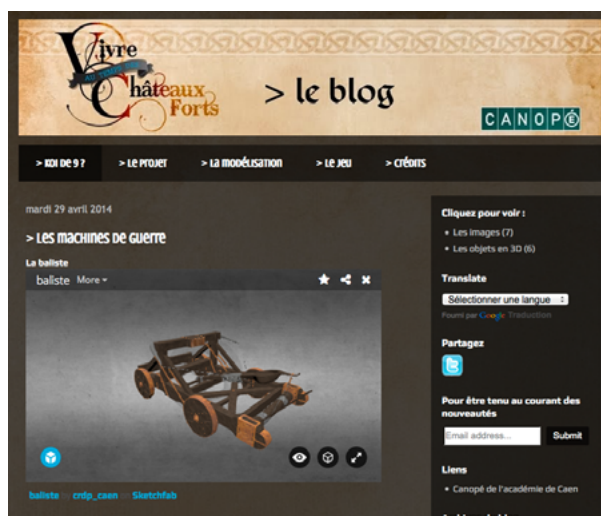 Vivre
AU TEMPS DES
Châteaux
Forts
> le blog
CANOPÉ
> KOI DE 9 ?
> LE PROJET
> LA MODÉLISATION
> LE JEU
> CRÉDITS
mardi 29 avril 2014
> LES MACHINES DE GUERRE
La baliste
baliste More
baliste
crdp_caen
Sketchfab
Cliquez pour voir :
Les images (7)
Les objets en 3D (6)
Translate
Sélectionner une langue
Fourni par Google Traduction
Partagez
Pour être tenu au courant des
nouveautés
Email address...
Submit
Liens
Canopé de l'académie de Caen